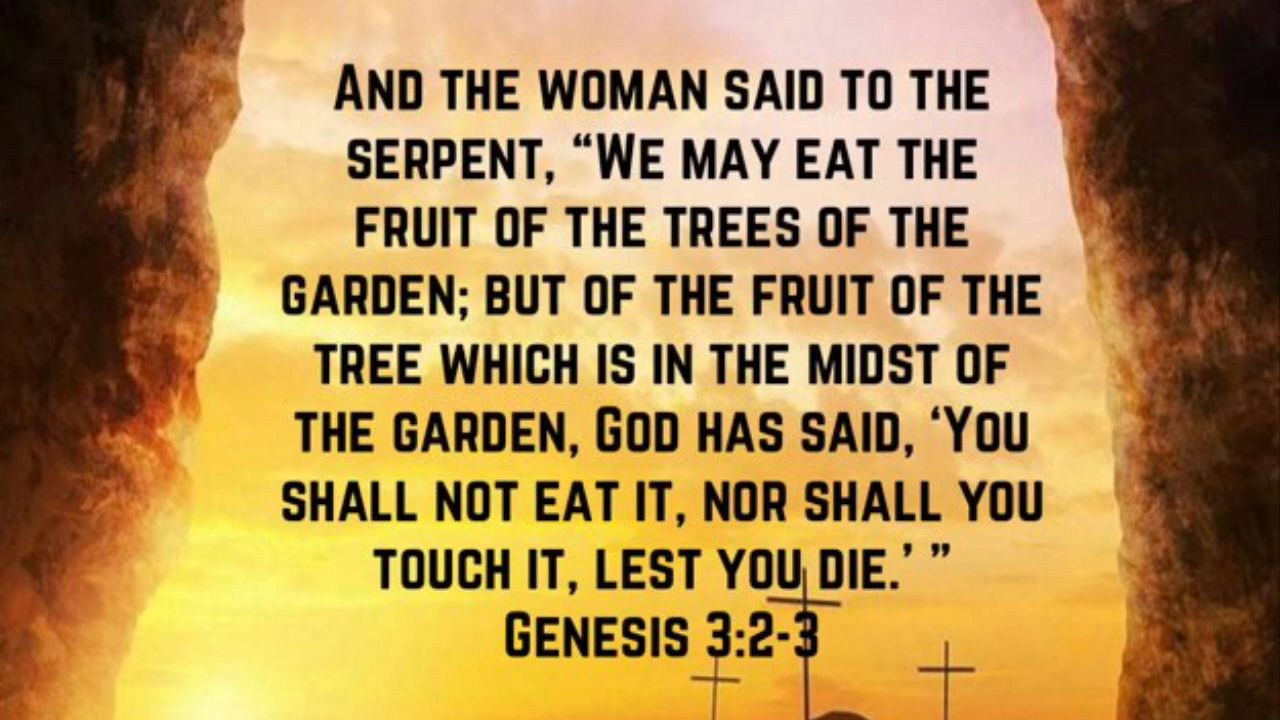 And the woman said to the
serpent, “We may eat the
fruit of the trees of the
garden; but of the fruit of the
tree which is in the midst of
the garden, God has said, ‘You
shall not eat it, nor shall you
touch it, lest you die.’ ”
Genesis 3:2-3